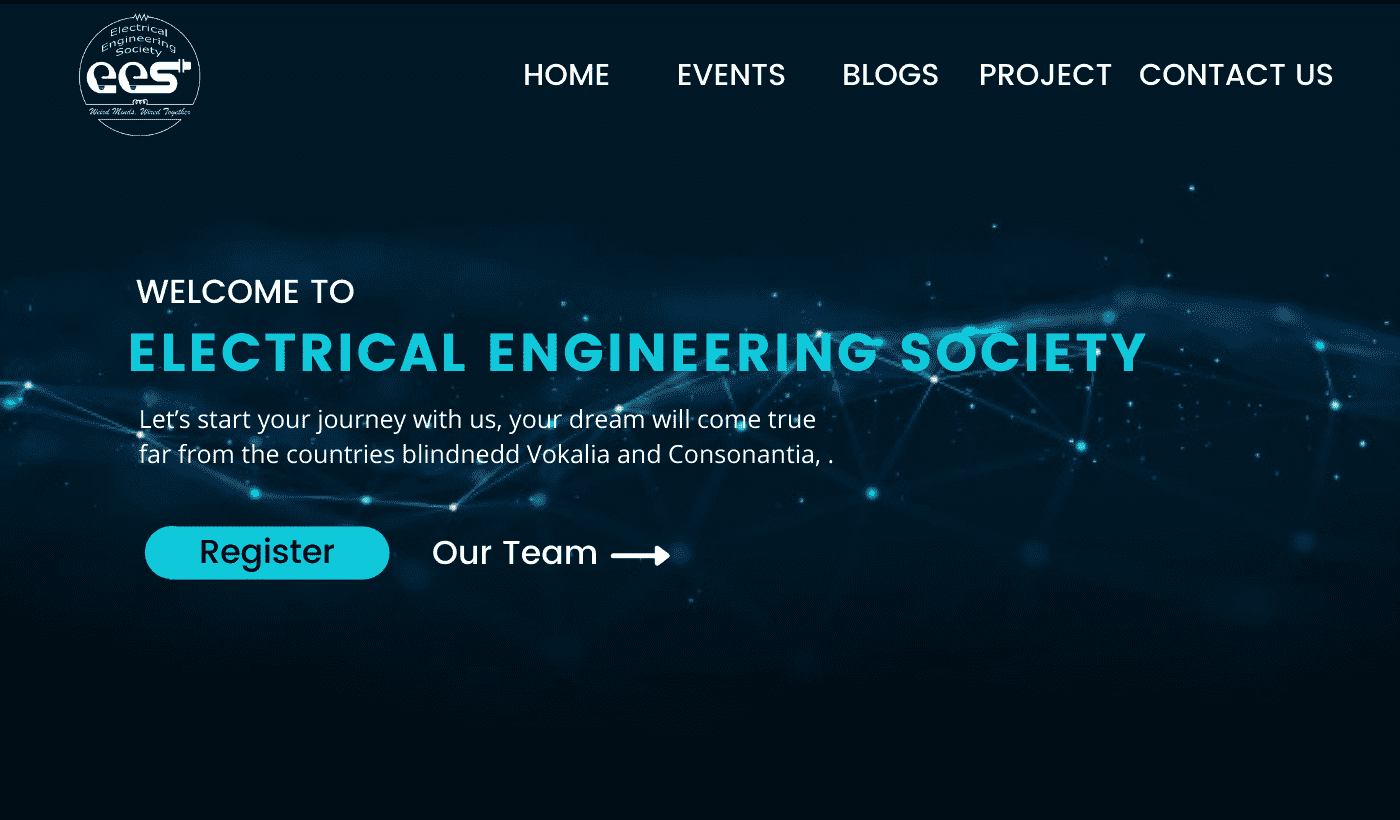 Electrical
Engineering
Society
ees
Weird Minds, Wired Together
HOME EVENTS BLOGS PROJECT CONTACT US
WELCOME TO
ELECTRICAL ENGINEERING SOCIETY
Let’s start your journey with us, your dream will come true
far from the countries blindnedd Vokalia and Consonantia, .
Register Our Team